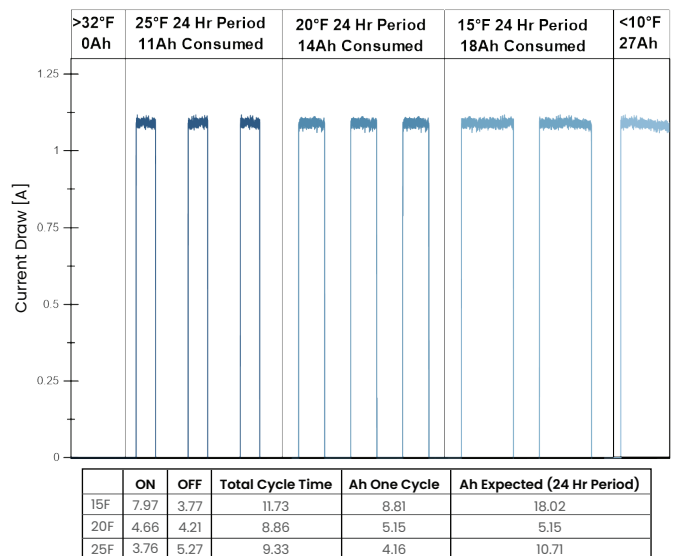 >32°F
0Ah
25°F 24 Hr Period
11Ah Consumed
20°F 24 Hr Period
14Ah Consumed
15°F 24 Hr Period
18Ah Consumed
<10°F
27Ah
Current Draw [A]
1.25
1
0.75
0.5
0.25
0
ON OFF Total Cycle Time Ah One Cycle Ah Expected (24 Hr Period)
15F 7.97 3.77 11.73 8.81 18.02
20F 4.66 4.21 8.86 5.15 5.15
25F 3.76 5.27 9.33 4.16 10.71